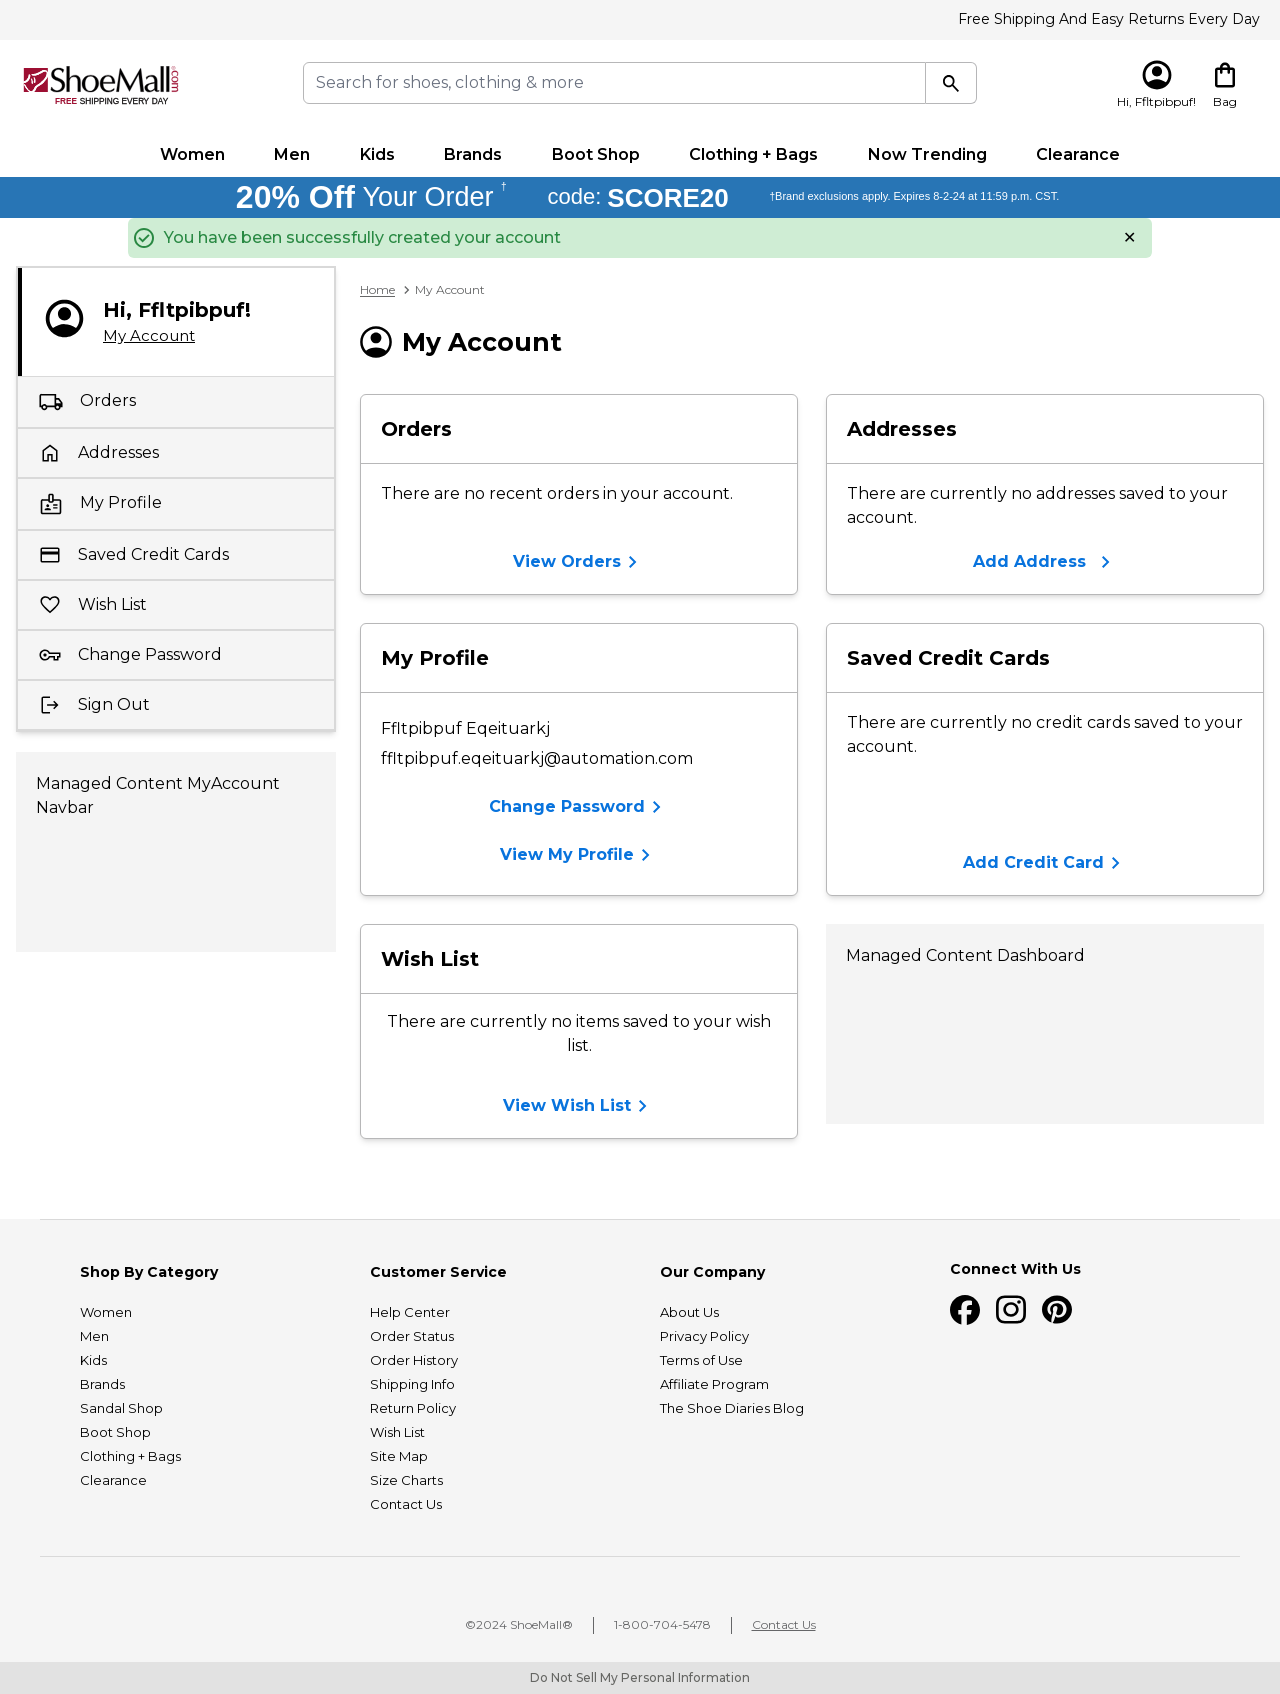 Free Shipping And Easy Returns Every Day
ShoeMall®.com
FREE SHIPPING EVERY DAY
Search for shoes, clothing & more
Hi, Ffltpibpuf!
Bag
Women Men Kids Brands Boot Shop Clothing + Bags Now Trending Clearance
20% Off Your Order † code: SCORE20 †Brand exclusions apply. Expires 8-2-24 at 11:59 p.m. CST.
You have been successfully created your account
Hi, Ffltpibpuf!
My Account
Orders
Addresses
My Profile
Saved Credit Cards
Wish List
Change Password
Sign Out
Managed Content MyAccount
Navbar
Home > My Account
My Account
Orders
There are no recent orders in your account.
View Orders
Addresses
There are currently no addresses saved to your
account.
Add Address
My Profile
Ffltpibpuf Eqeituarkj
ffltpibpuf.eqeituarkj@automation.com
Change Password
View My Profile
Saved Credit Cards
There are currently no credit cards saved to your
account.
Add Credit Card
Wish List
There are currently no items saved to your wish
list.
View Wish List
Managed Content Dashboard
Shop By Category
Women
Men
Kids
Brands
Sandal Shop
Boot Shop
Clothing + Bags
Clearance
Customer Service
Help Center
Order Status
Order History
Shipping Info
Return Policy
Wish List
Site Map
Size Charts
Contact Us
Our Company
About Us
Privacy Policy
Terms of Use
Affiliate Program
The Shoe Diaries Blog
Connect With Us
©2024 ShoeMall® | 1-800-704-5478 | Contact Us
Do Not Sell My Personal Information